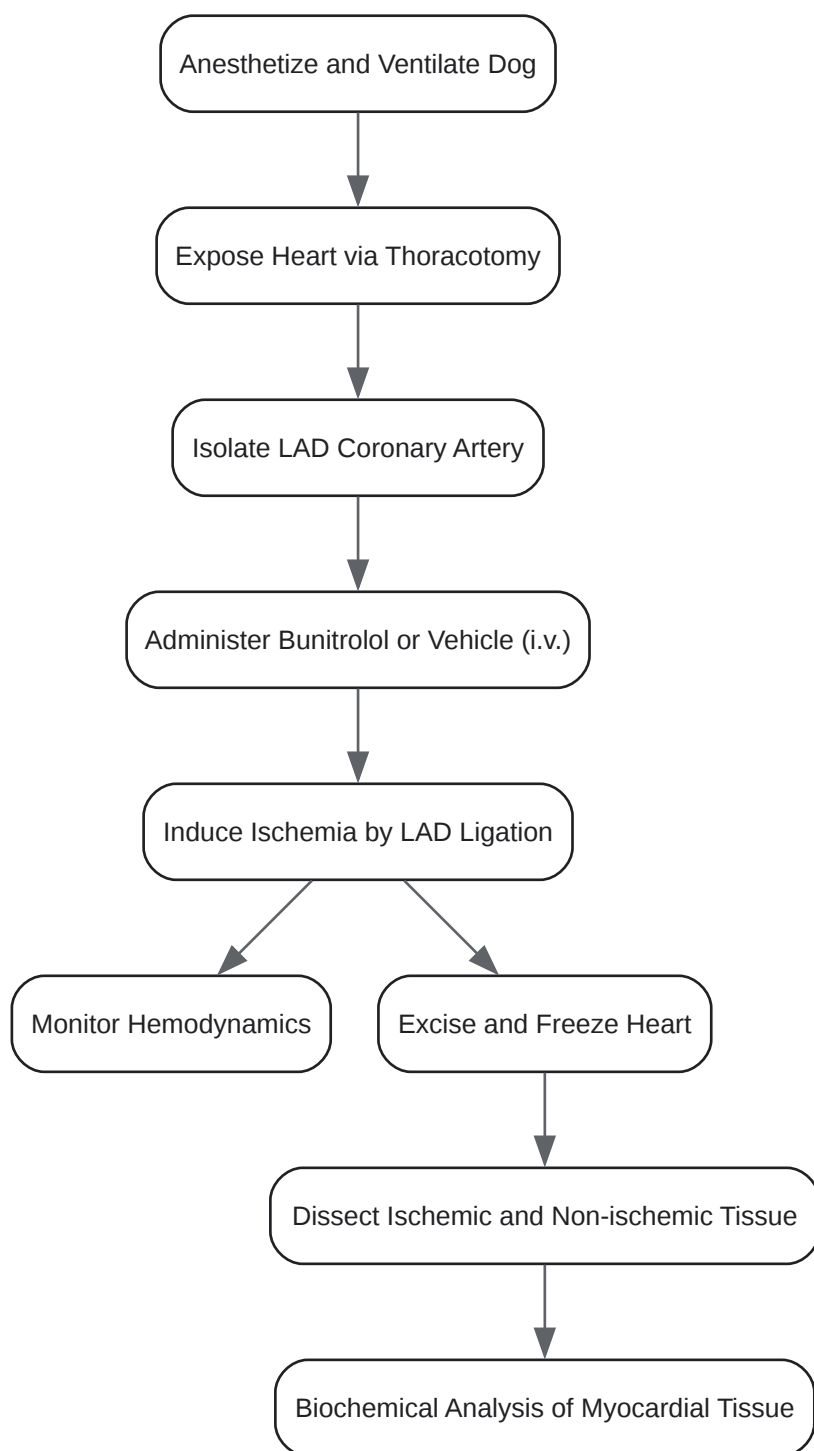 Anesthetize and Ventilate Dog
Expose Heart via Thoracotomy
Isolate LAD Coronary Artery
Administer Bunitrolol or Vehicle (i.v.)
Induce Ischemia by LAD Ligation
Monitor Hemodynamics
Excise and Freeze Heart
Dissect Ischemic and Non-ischemic Tissue
Biochemical Analysis of Myocardial Tissue